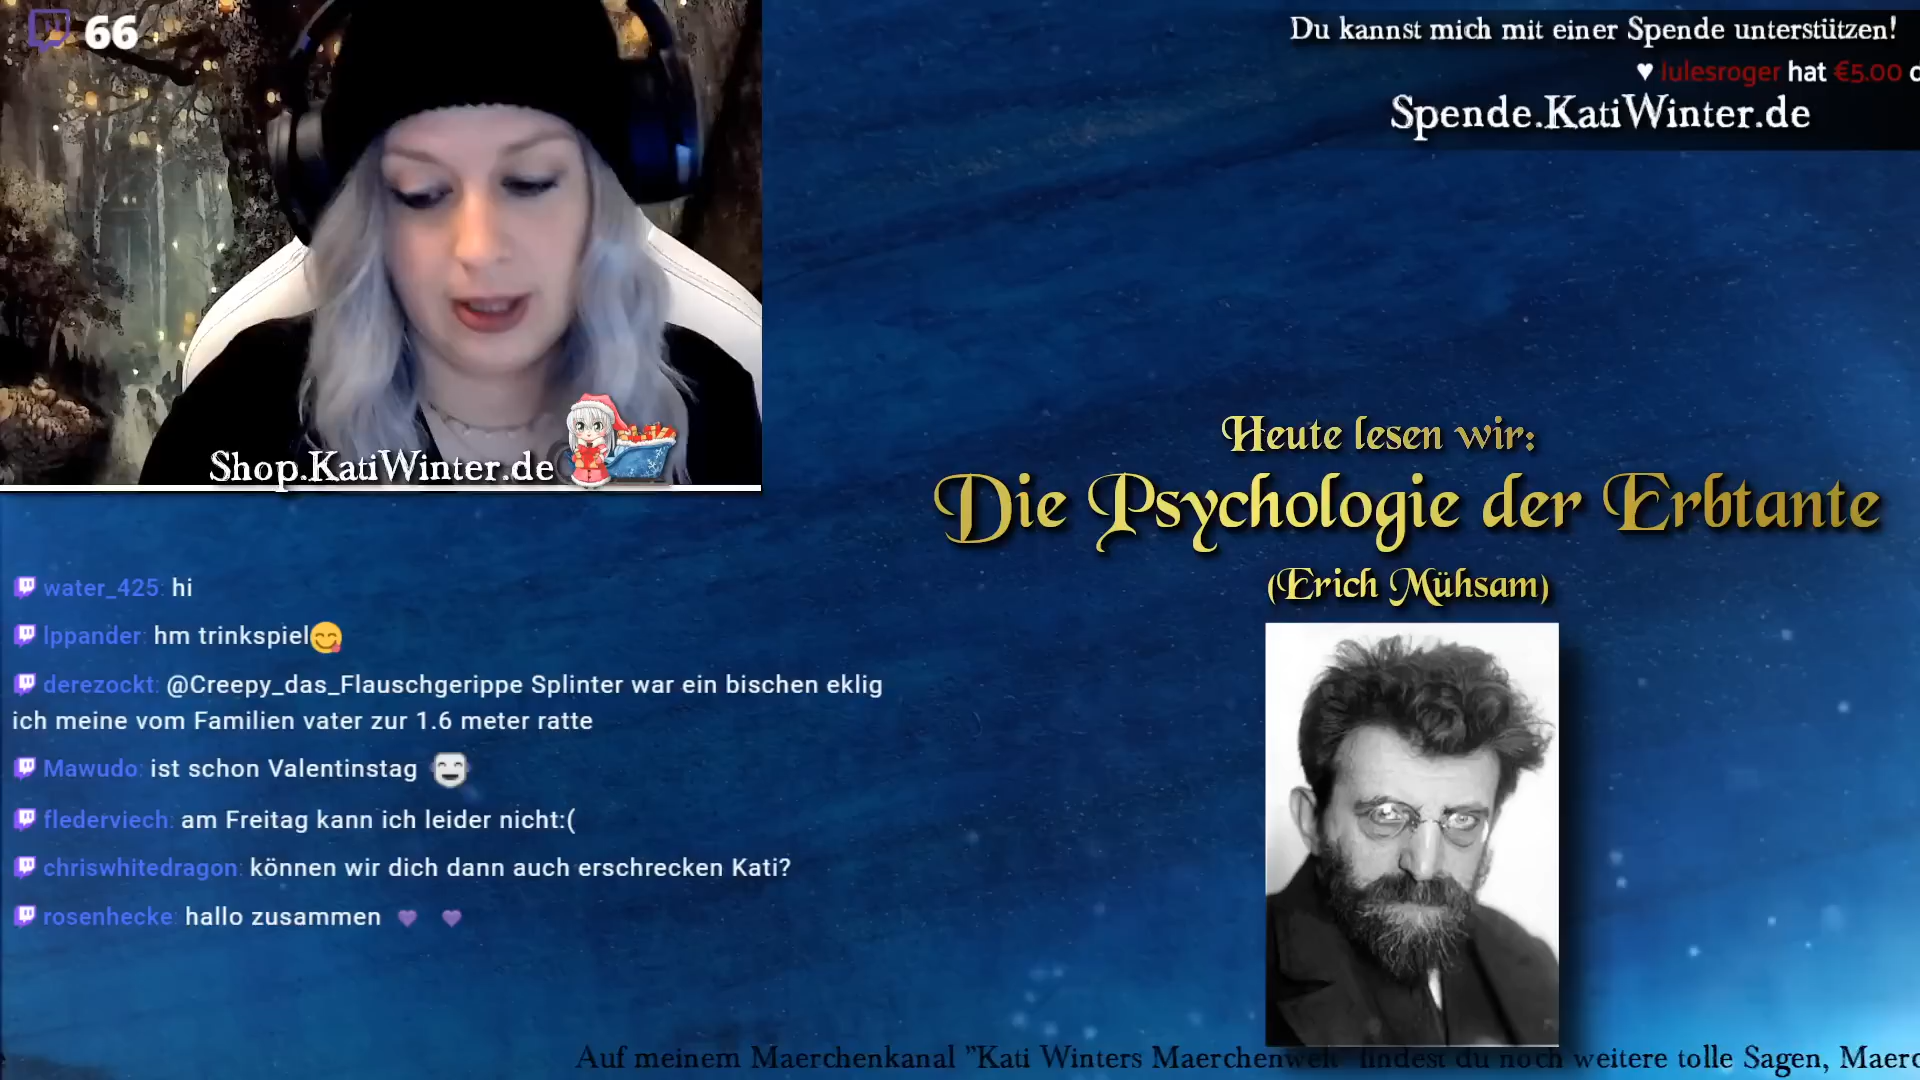 66
Du kannst mich mit einer Spende unterstützen!
♥ lulesroger hat €5.00
Spende.KatiWinter.de
Shop.KatiWinter.de
Heute lesen wir:
Die Psychologie der Erbtante
(Erich Mühsam)
water_425: hi
lppander: hm trinkspiel😋
derezockt: @Creepy_das_Flauschgerippe Splinter war ein bischen eklig
ich meine vom Familien vater zur 1.6 meter ratte
Mawudo: ist schon Valentinstag
flederviech: am Freitag kann ich leider nicht:(
chriswhitedragon: können wir dich dann auch erschrecken Kati?
rosenhecke: hallo zusammen 💜 💜
Auf meinem Maerchenkanal "Kati Winters Maerchenwelt" findest du noch weitere tolle Sagen, Maerc